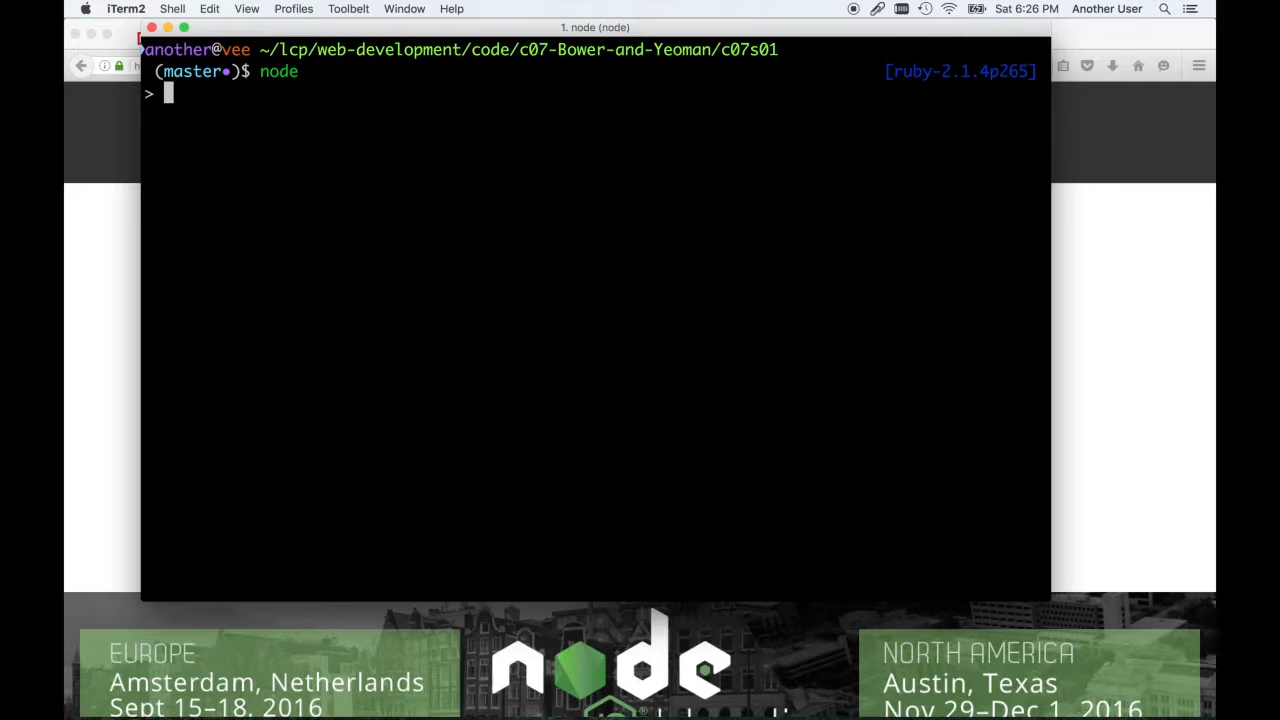 iTerm2 Shell Edit View Profiles Toolbelt Window Help Sat 6:26 PM Another User
1. node (node)
another@vee ~/lcp/web-development/code/c07-Bower-and-Yeoman/c07s01
(master•)$ node [ruby-2.1.4p265]
>
EUROPE
Amsterdam, Netherlands
Sept 15–18, 2016
node
NORTH AMERICA
Austin, Texas
Nov 29–Dec 1, 2016